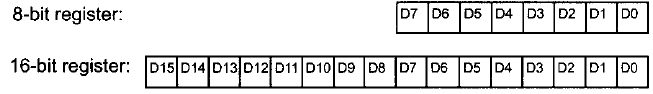 8-bit register: D7 D6 D5 D4 D3 D2 D1 D0
16-bit register: D15 D14 D13 D12 D11 D10 D9 D8 D7 D6 D5 D4 D3 D2 D1 D0